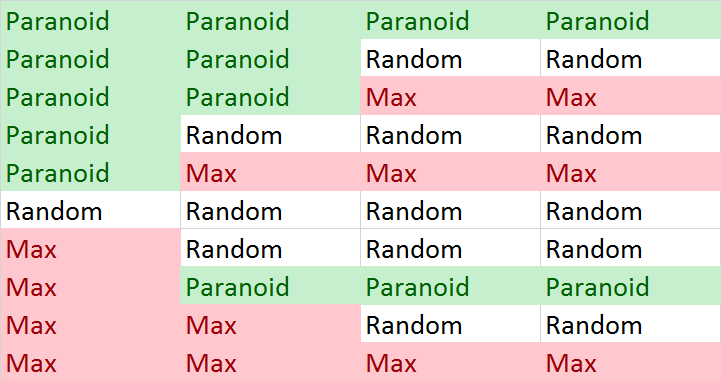 Paranoid Paranoid Paranoid Paranoid
Paranoid Paranoid Random Random
Paranoid Paranoid Max Max
Paranoid Random Random Random
Paranoid Max Max Max
Random Random Random Random
Max Random Random Random
Max Paranoid Paranoid Paranoid
Max Max Random Random
Max Max Max Max